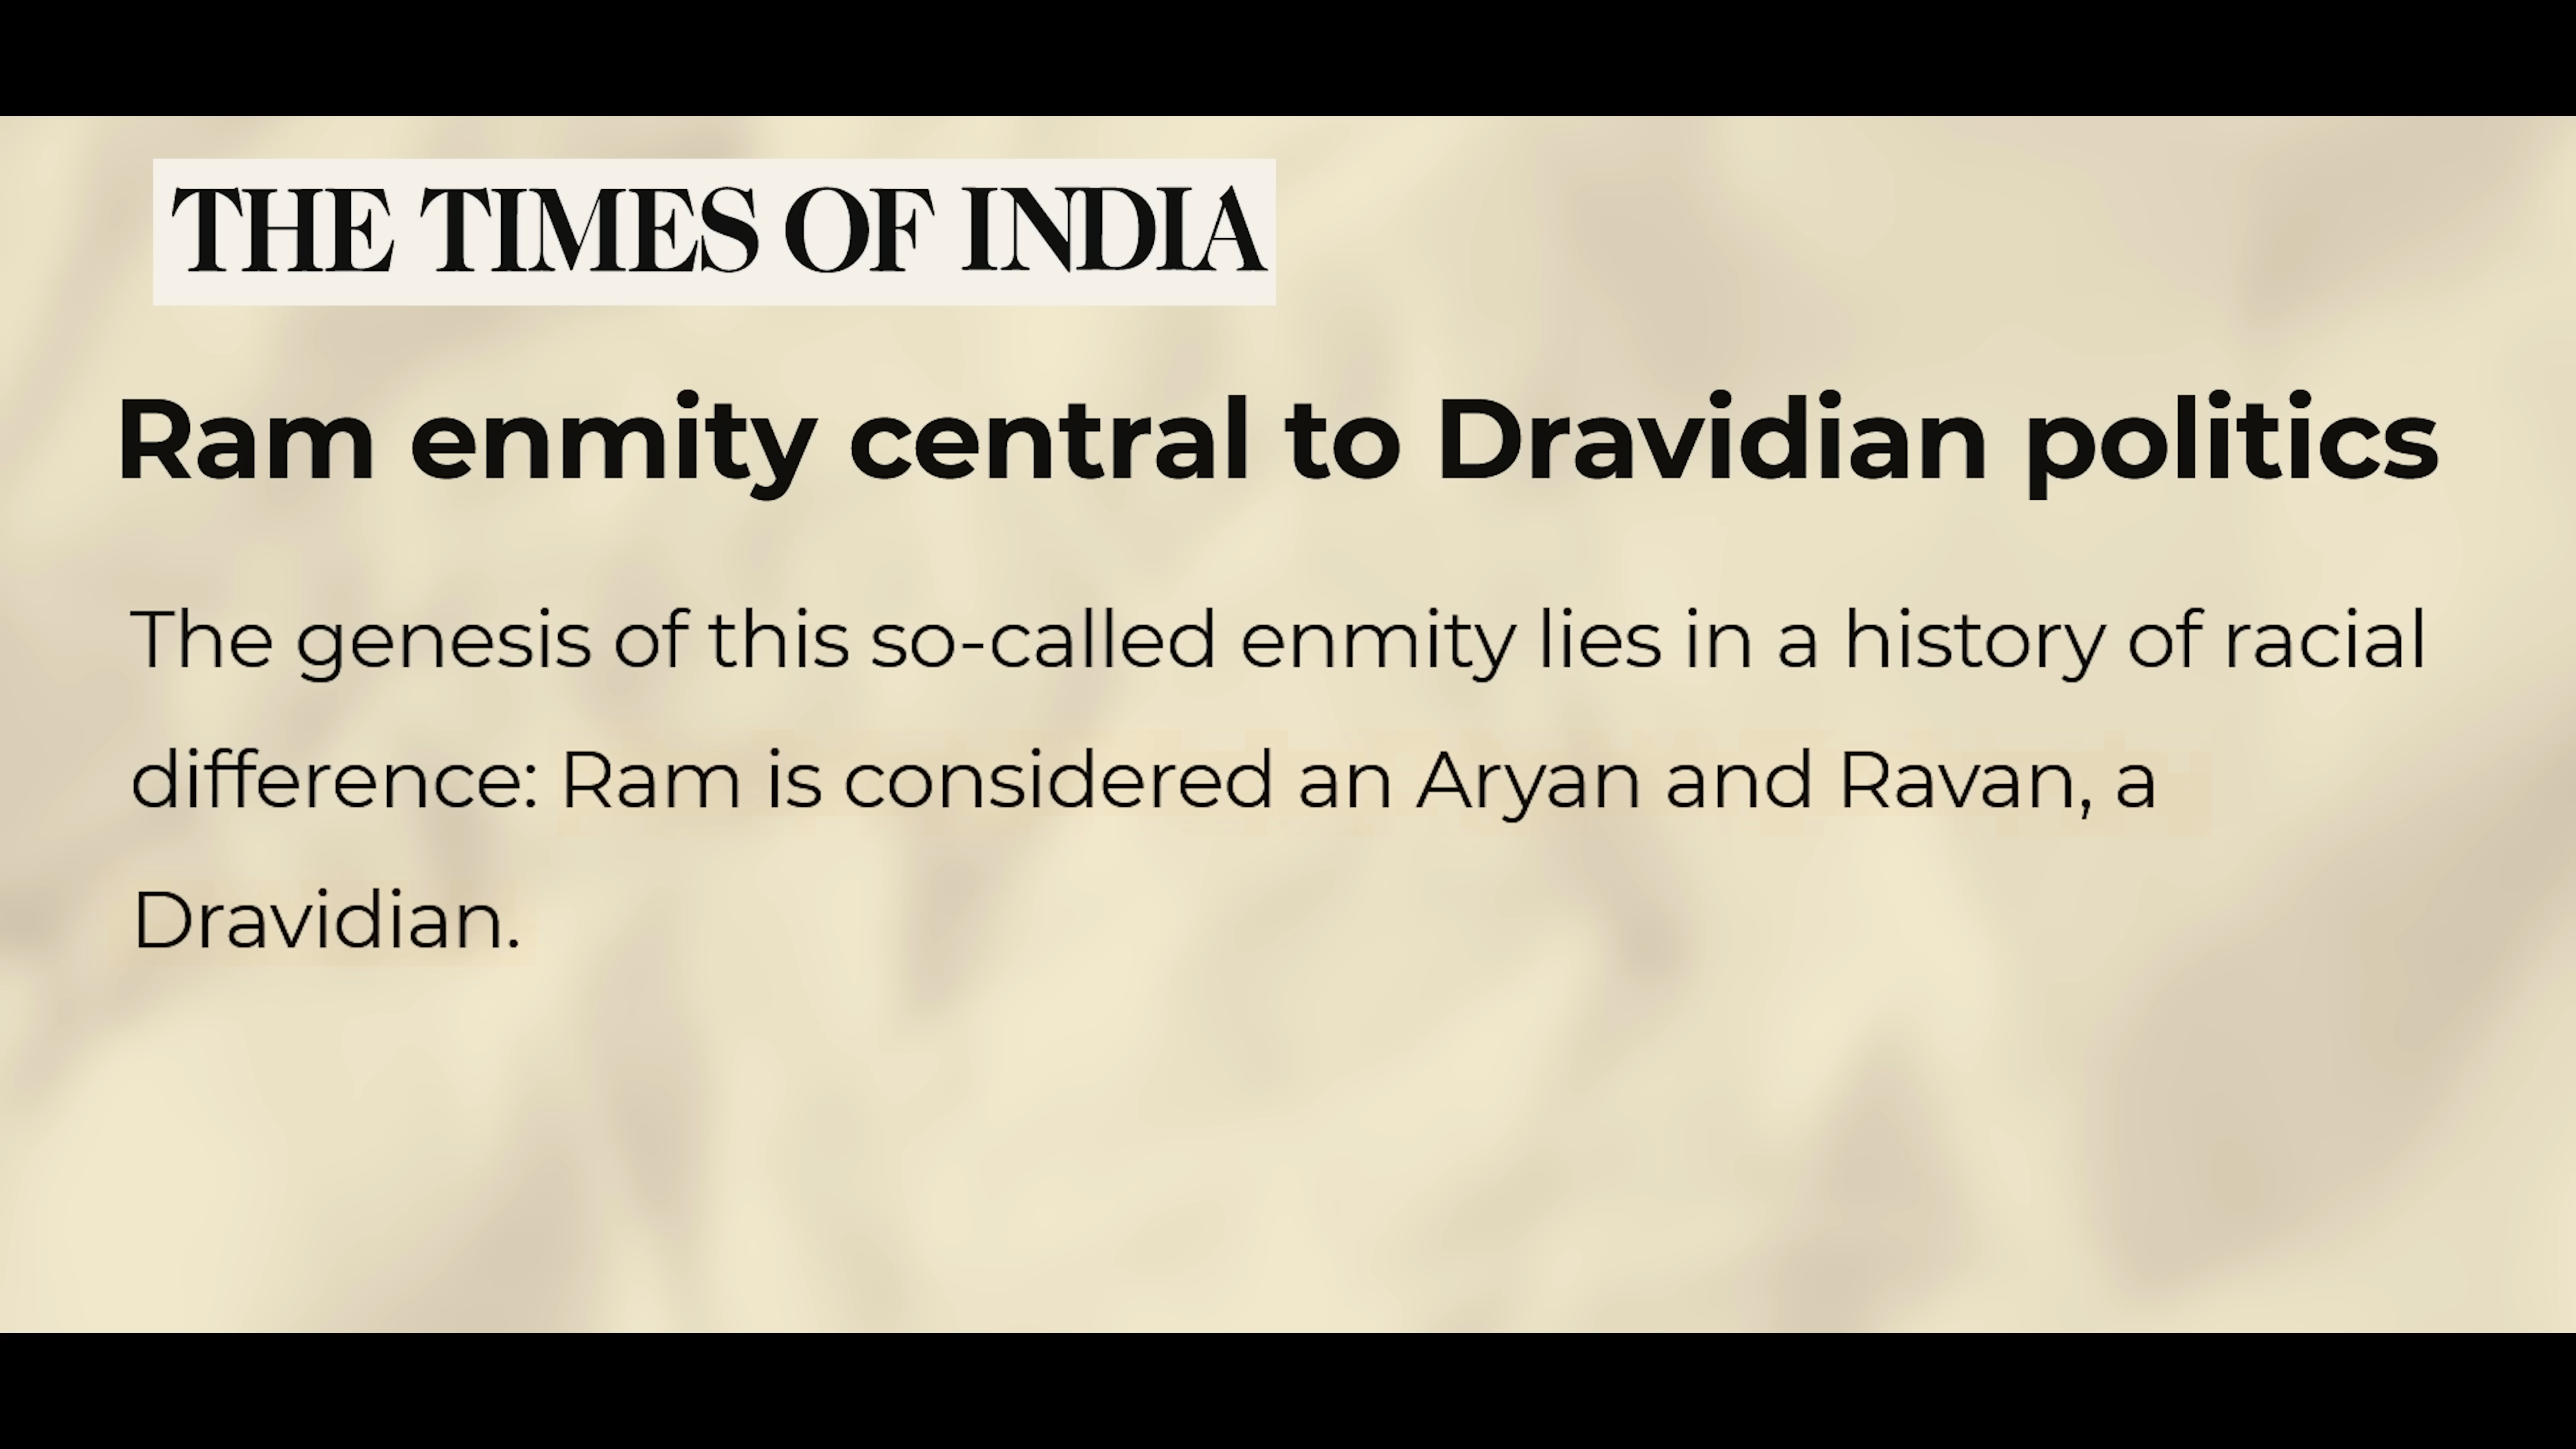 THE TIMES OF INDIA
Ram enmity central to Dravidian politics
The genesis of this so-called enmity lies in a history of racial
difference: Ram is considered an Aryan and Ravan, a
Dravidian.